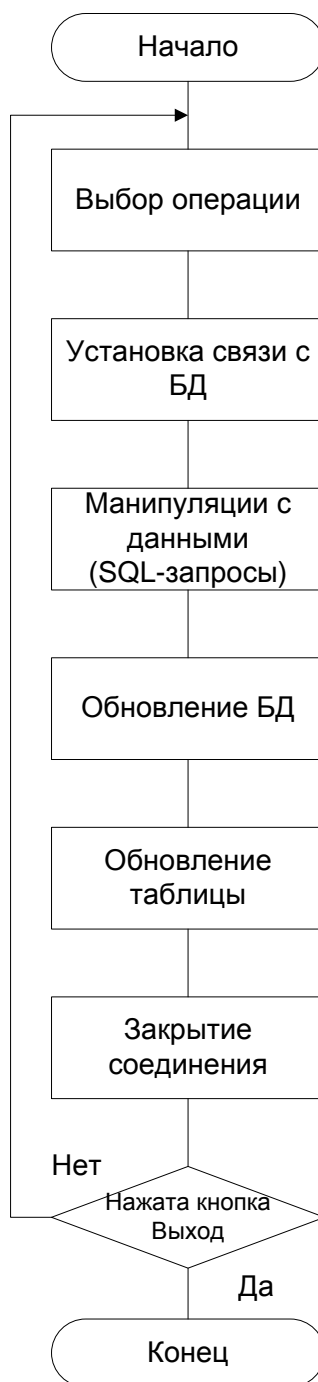 Начало
Выбор операции
Установка связи с
БД
Манипуляции с
данными
(SQL-запросы)
Обновление БД
Обновление
таблицы
Закрытие
соединения
Нет
Нажата кнопка
Выход
Да
Конец